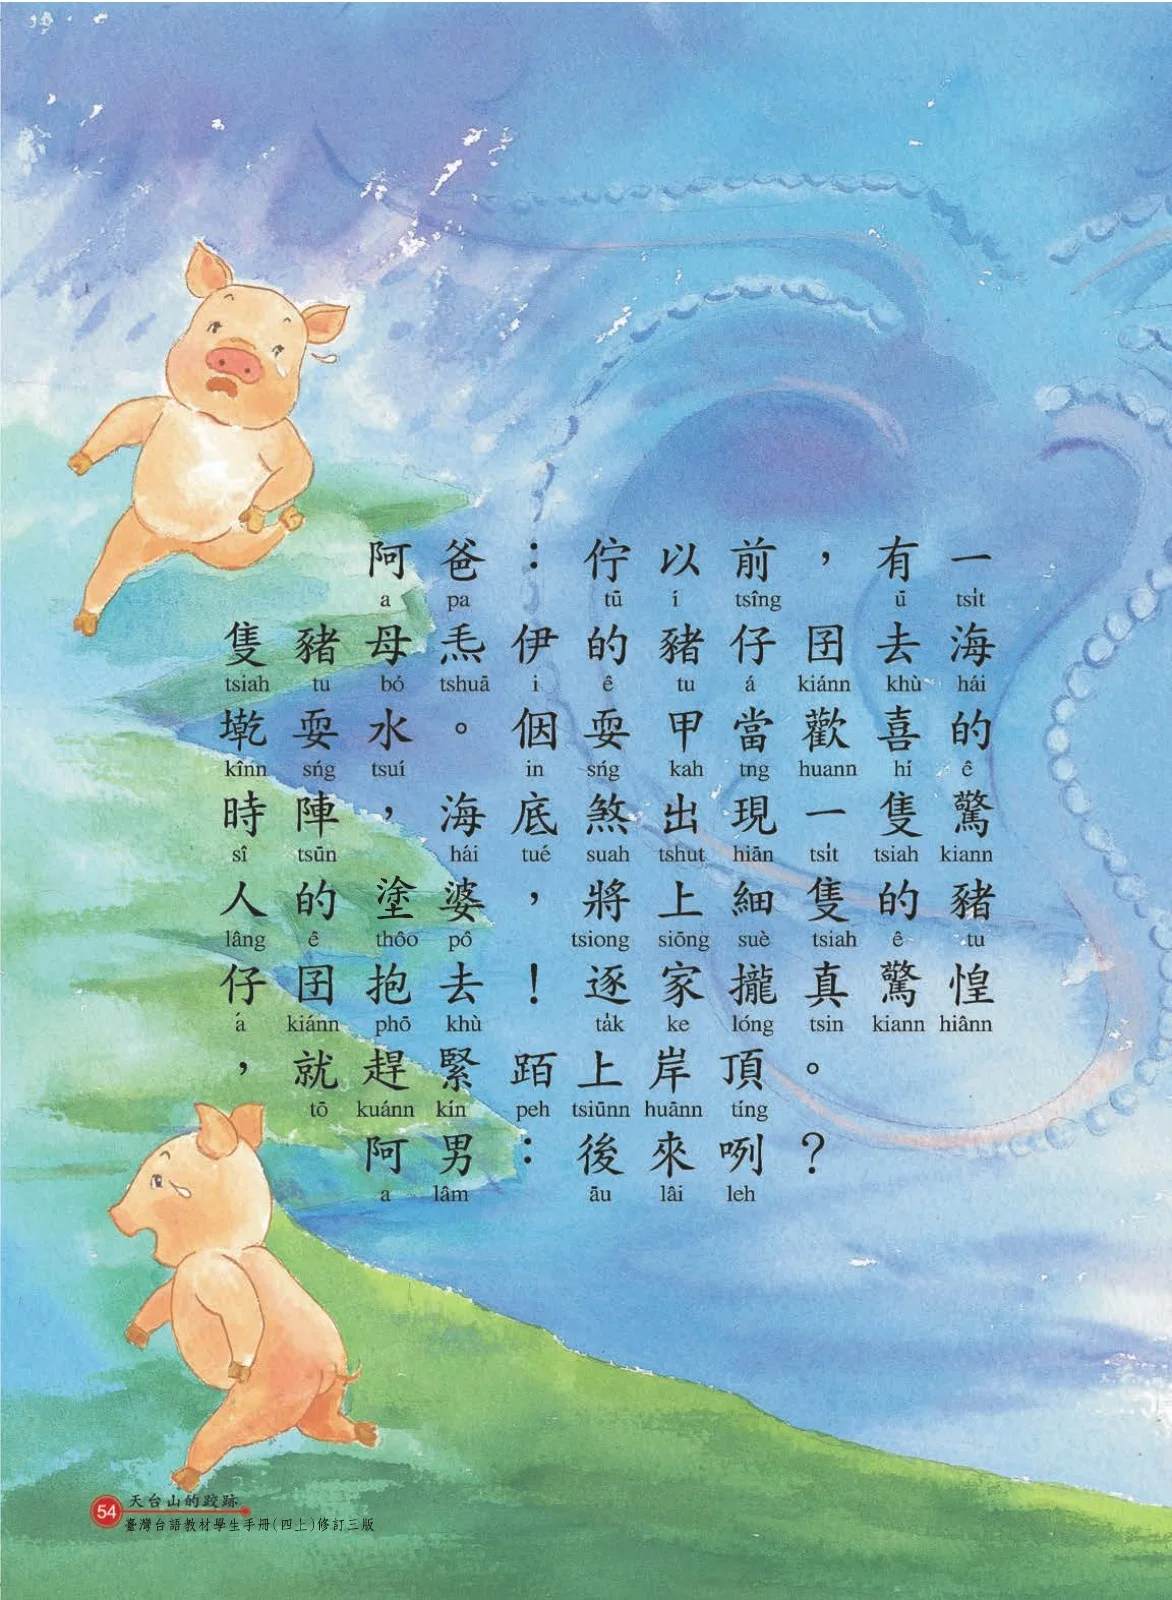 阿爸：佇以前，有一
a pa tū í tsîng ū tsi̍t
隻豬母𤆬伊的豬仔囝去海
tsiah tu bó tshuā i ê tu á kiánn khù hái
墘耍水。𪜶耍甲當歡喜的
kînn sńg tsuí in sńg kah tng huann hí ê
時陣，海底煞出現一隻驚
sî tsūn hái tué suah tshut hiān tsi̍t tsiah kiann
人的塗婆，將上細隻的豬
lâng ê thôo pô tsiong siōng suè tsiah ê tu
仔囝抱去！逐家攏真驚惶
á kiánn phō khù ta̍k ke lóng tsin kiann hiânn
，就趕緊䟓上岸頂。
tō kuánn kín peh tsiūnn huānn tíng
阿男：後來咧？
a lâm āu lâi leh
54 天台山的跤跡
臺灣台語教材學生手冊(四上)修訂三版